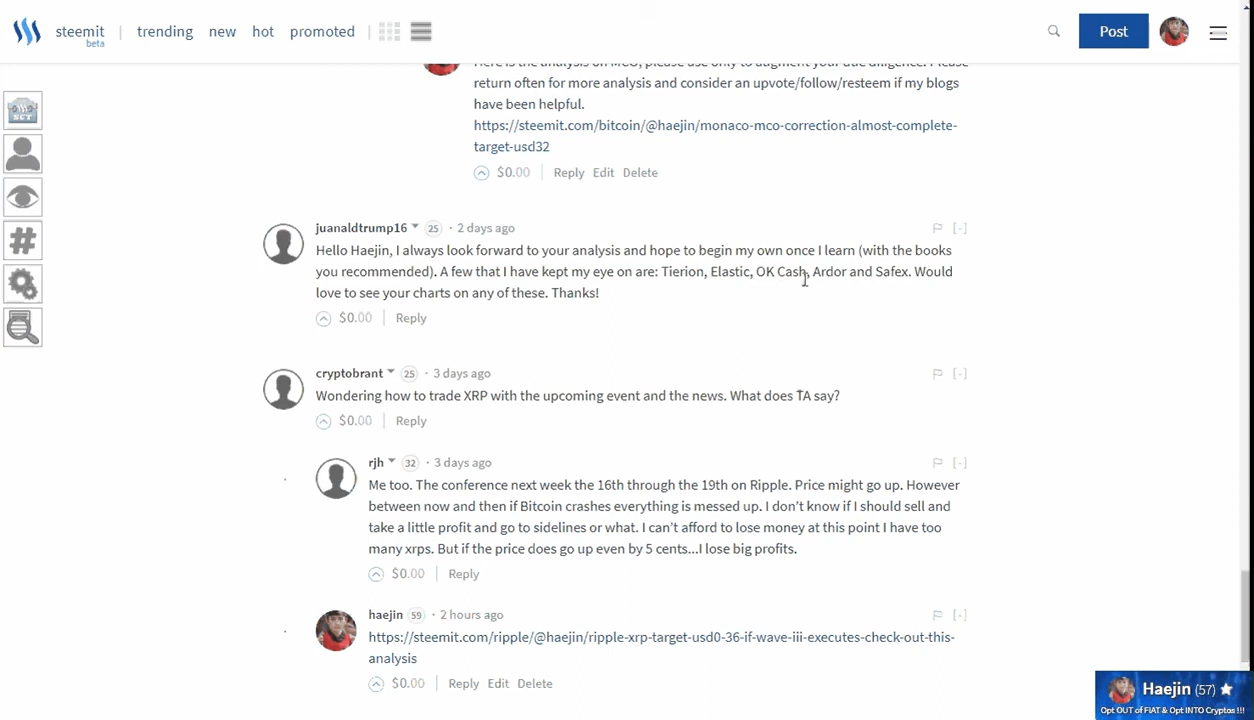 steemit beta | trending new hot promoted | Post
Here is the analysis on MCO, please use only to augment your due diligence. Please
return often for more analysis and consider an upvote/follow/resteem if my blogs
have been helpful.
https://steemit.com/bitcoin/@haejin/monaco-mco-correction-almost-complete-
target-usd32
$0.00 | Reply Edit Delete
SCT
juanaldtrump16 25 · 2 days ago [-]
Hello Haejin, I always look forward to your analysis and hope to begin my own once I learn (with the books
you recommended). A few that I have kept my eye on are: Tierion, Elastic, OK Cash, Ardor and Safex. Would
love to see your charts on any of these. Thanks!
$0.00 | Reply
cryptobrant 25 · 3 days ago [-]
Wondering how to trade XRP with the upcoming event and the news. What does TA say?
$0.00 | Reply
rjh 32 · 3 days ago [-]
Me too. The conference next week the 16th through the 19th on Ripple. Price might go up. However
between now and then if Bitcoin crashes everything is messed up. I don't know if I should sell and
take a little profit and go to sidelines or what. I can't afford to lose money at this point I have too
many xrps. But if the price does go up even by 5 cents...I lose big profits.
$0.00 | Reply
haejin 59 · 2 hours ago [-]
https://steemit.com/ripple/@haejin/ripple-xrp-target-usd0-36-if-wave-iii-executes-check-out-this-
analysis
$0.00 | Reply Edit Delete
Haejin (57)
Opt OUT of FIAT & Opt INTO Cryptos !!!